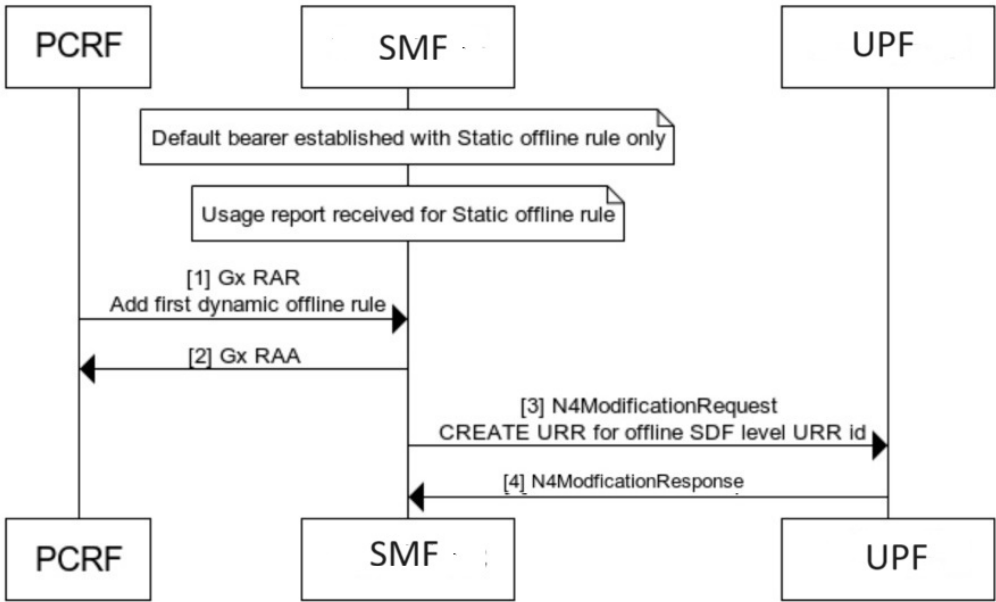 PCRF
SMF
UPF
Default bearer established with Static offline rule only
Usage report received for Static offline rule
[1] Gx RAR
Add first dynamic offline rule
[2] Gx RAA
[3] N4ModificationRequest
CREATE URR for offline SDF level URR id
[4] N4ModficationResponse
PCRF
SMF
UPF